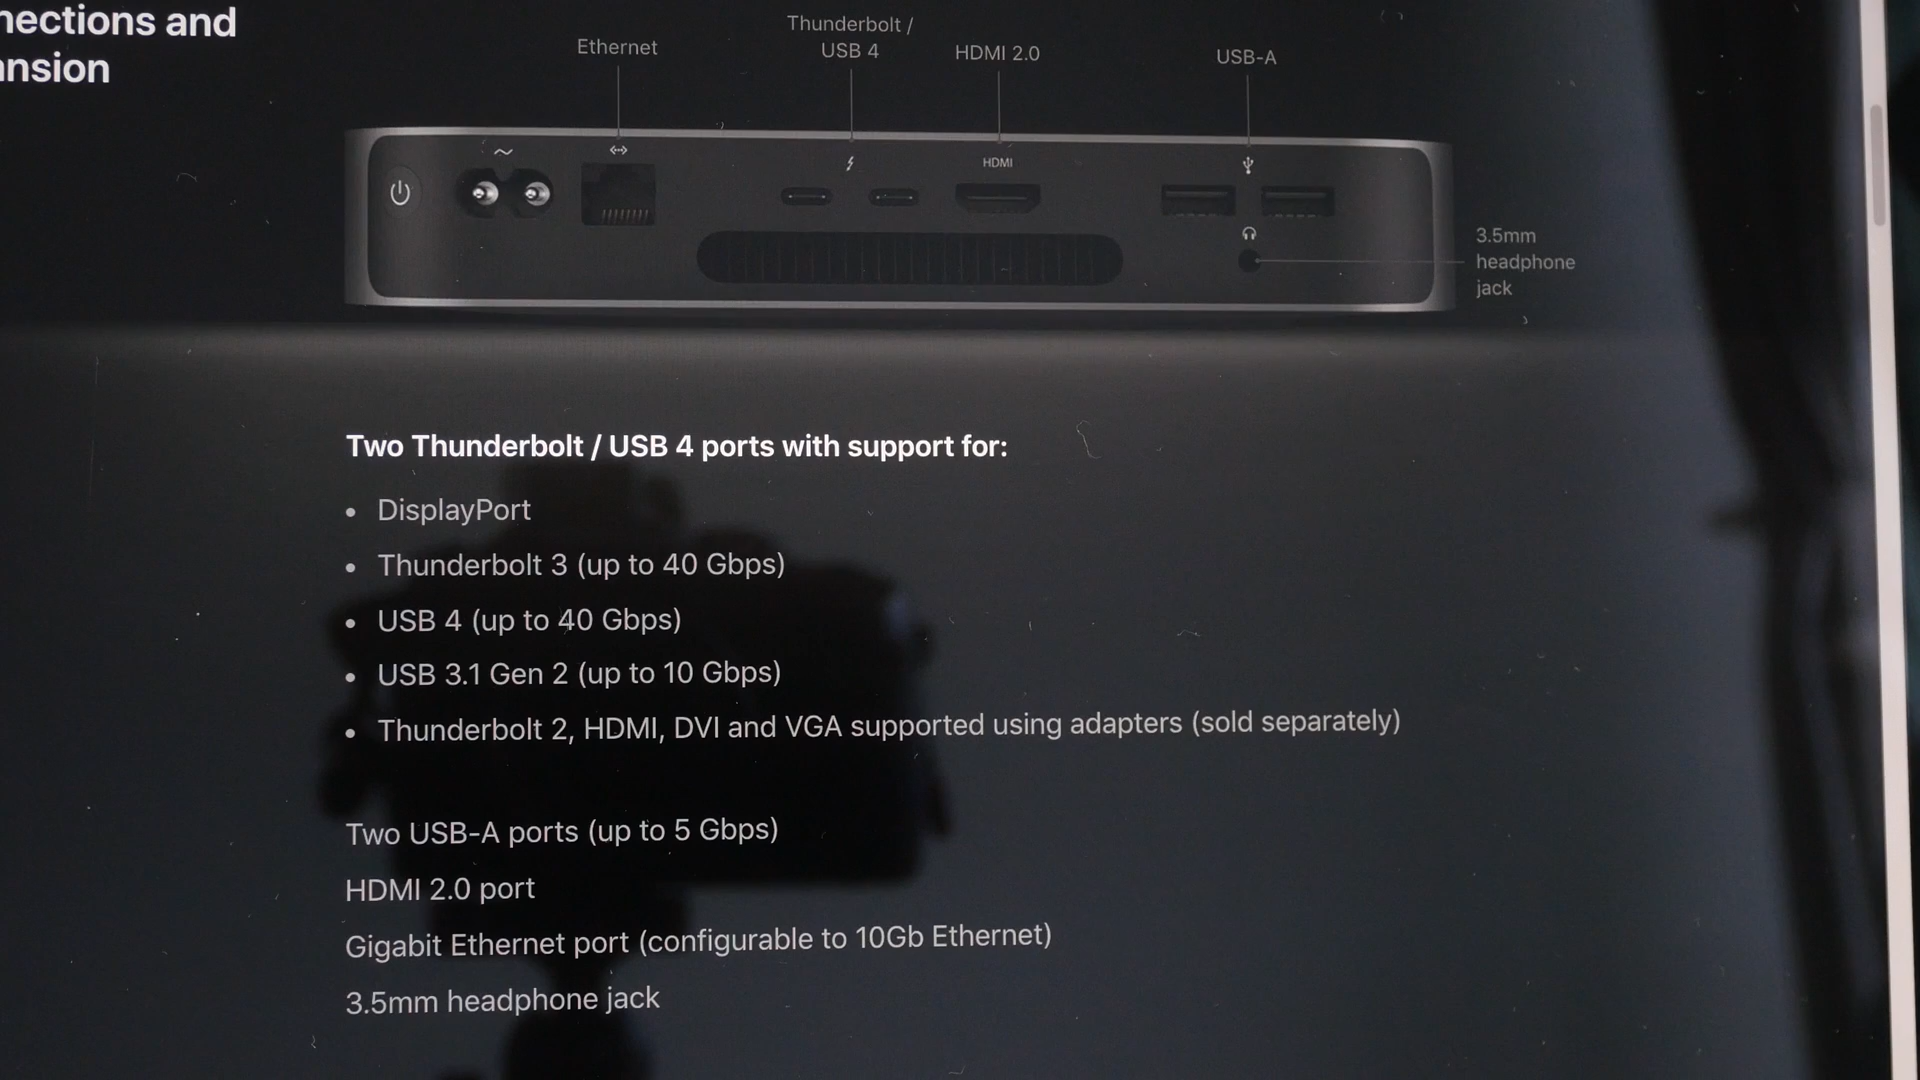 nections and
ansion
Ethernet
Thunderbolt /
USB 4
HDMI 2.0
USB-A
HDMI
3.5mm
headphone
jack
Two Thunderbolt / USB 4 ports with support for:
• DisplayPort
• Thunderbolt 3 (up to 40 Gbps)
• USB 4 (up to 40 Gbps)
• USB 3.1 Gen 2 (up to 10 Gbps)
• Thunderbolt 2, HDMI, DVI and VGA supported using adapters (sold separately)
Two USB-A ports (up to 5 Gbps)
HDMI 2.0 port
Gigabit Ethernet port (configurable to 10Gb Ethernet)
3.5mm headphone jack